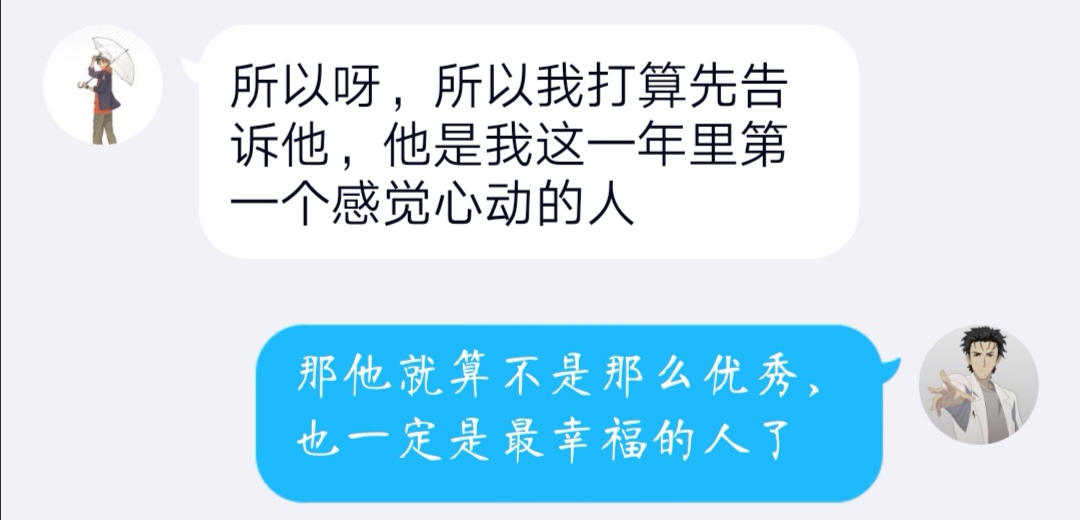 所以呀，所以我打算先告
诉他，他是我这一年里第
一个感觉心动的人
那他就算不是那么优秀，
也一定是最幸福的人了